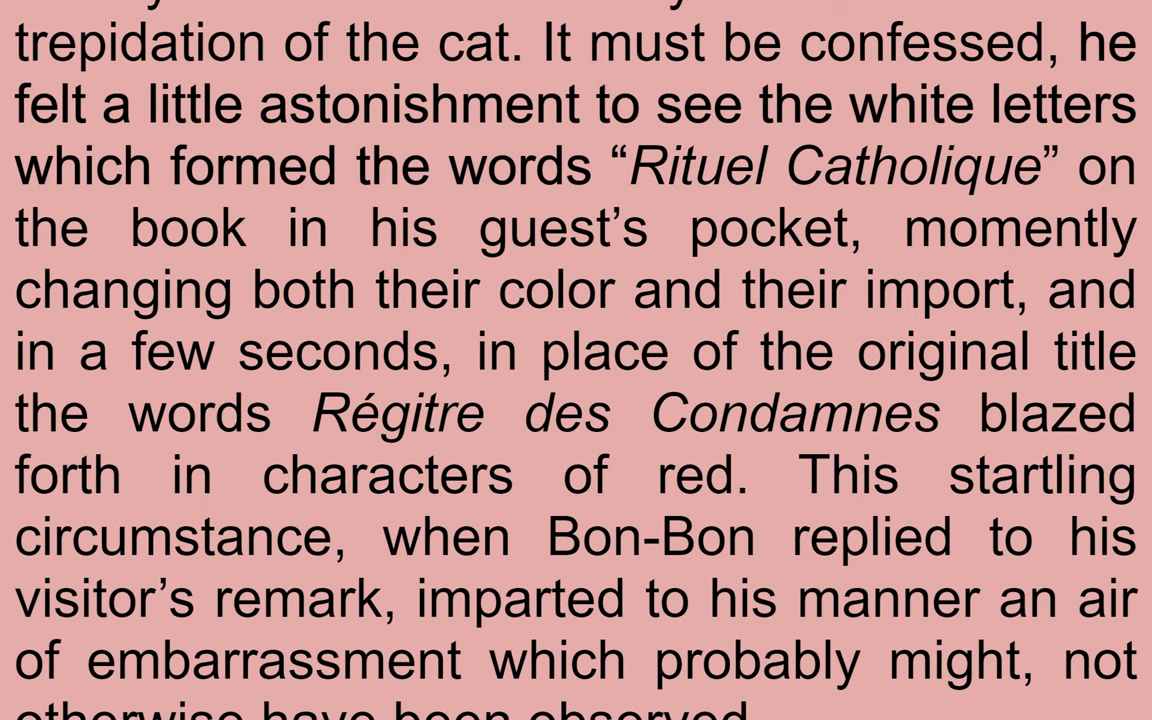 trepidation of the cat. It must be confessed, he
felt a little astonishment to see the white letters
which formed the words “Rituel Catholique” on
the book in his guest’s pocket, momently
changing both their color and their import, and
in a few seconds, in place of the original title
the words Régitre des Condamnes blazed
forth in characters of red. This startling
circumstance, when Bon-Bon replied to his
visitor’s remark, imparted to his manner an air
of embarrassment which probably might, not
otherwise have been observed.